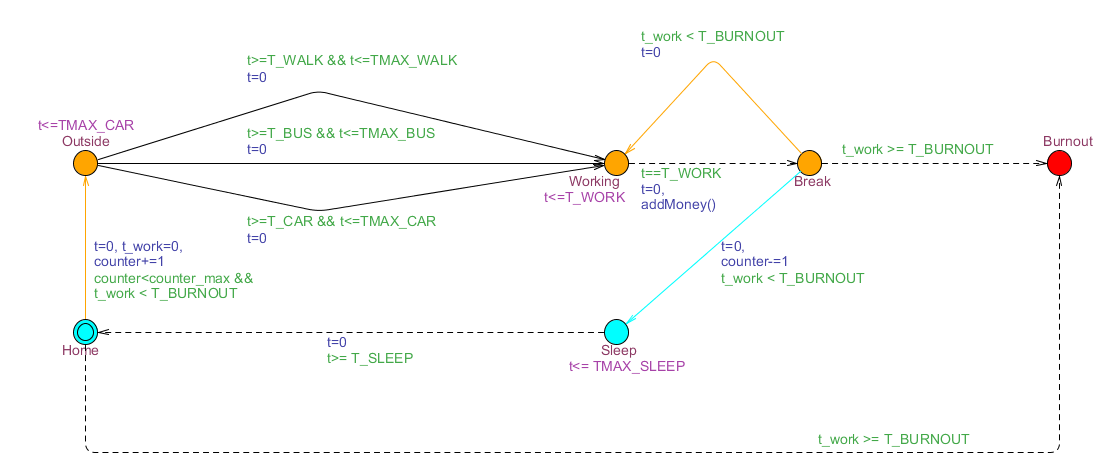 t_work < T_BURNOUT
t=0
t>=T_WALK && t<=TMAX_WALK
t=0
t<=TMAX_CAR
Outside
t>=T_BUS && t<=TMAX_BUS
t=0
Burnout
t_work >= T_BURNOUT
Working
t<=T_WORK
t==T_WORK
t=0,
addMoney()
Break
t>=T_CAR && t<=TMAX_CAR
t=0
t=0, t_work=0,
counter+=1
counter<counter_max &&
t_work < T_BURNOUT
t=0,
counter-=1
t_work < T_BURNOUT
Home
t=0
t>= T_SLEEP
Sleep
t<= TMAX_SLEEP
t_work >= T_BURNOUT